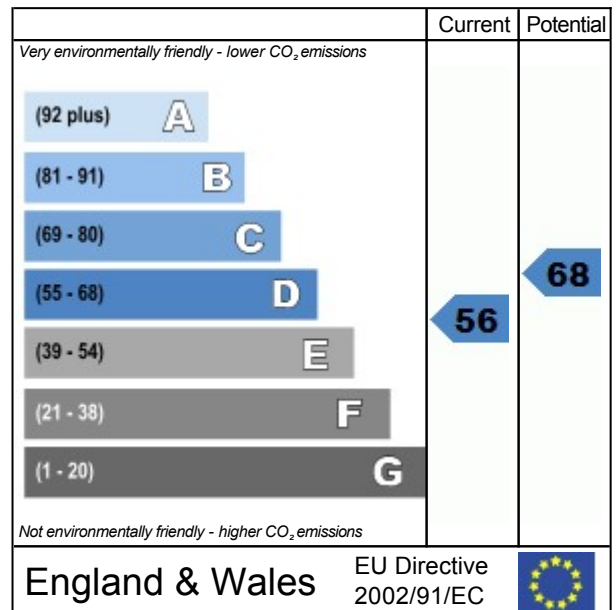 Current Potential
Very environmentally friendly - lower CO₂ emissions
(92 plus) A
(81 - 91) B
(69 - 80) C
(55 - 68) D
(39 - 54) E
(21 - 38) F
(1 - 20) G
56
68
Not environmentally friendly - higher CO₂ emissions
England & Wales
EU Directive
2002/91/EC